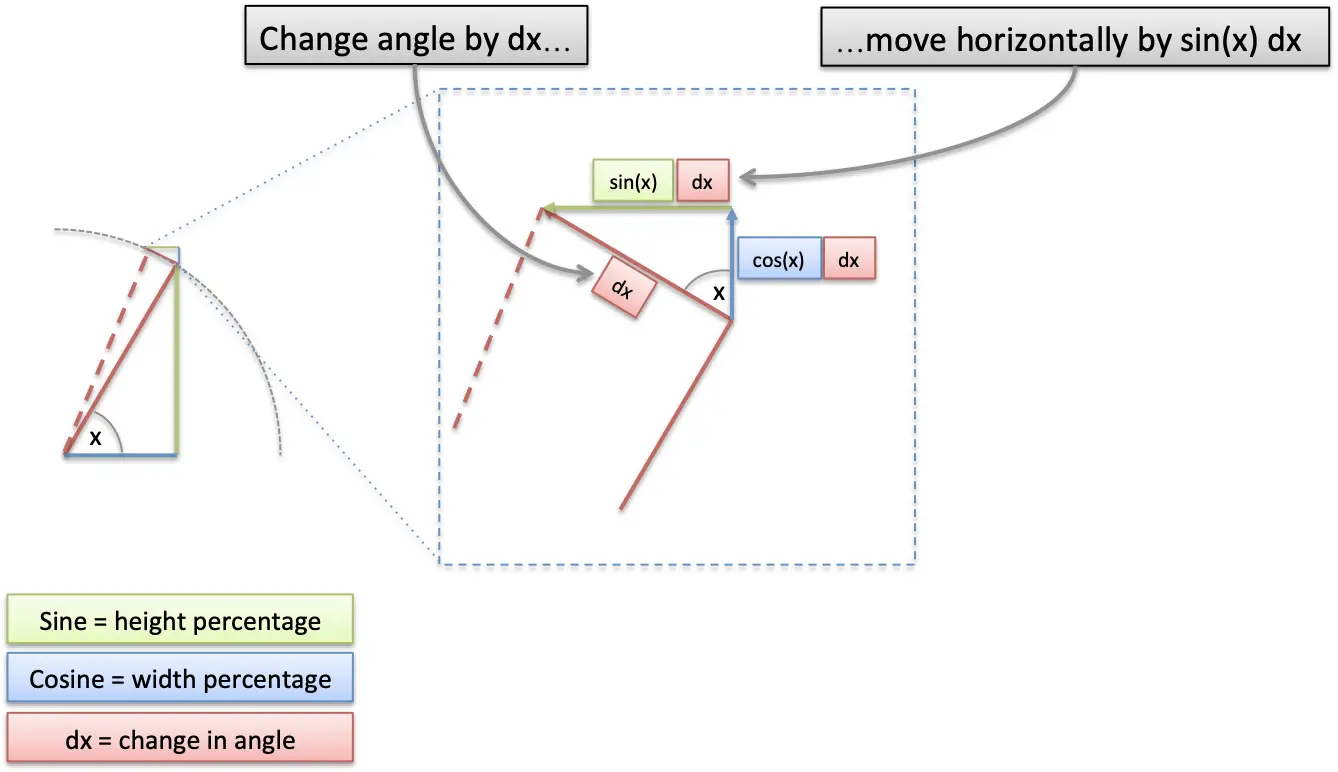 Change angle by dx…
…move horizontally by sin(x) dx
sin(x) dx
cos(x) dx
dx
x
x
Sine = height percentage
Cosine = width percentage
dx = change in angle